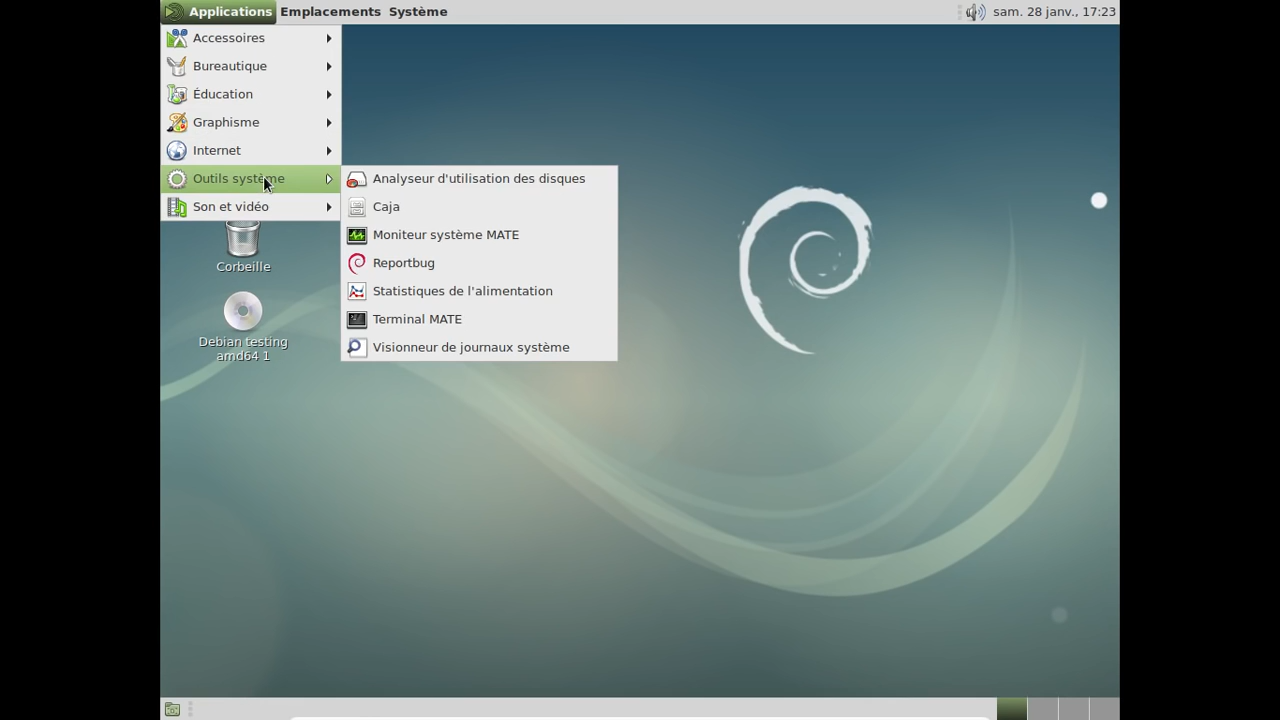 Applications Emplacements Système sam. 28 janv., 17:23
Accessoires
Bureautique
Éducation
Graphisme
Internet
Outils système
Son et vidéo
Analyseur d'utilisation des disques
Caja
Moniteur système MATE
Reportbug
Statistiques de l'alimentation
Terminal MATE
Visionneur de journaux système
Corbeille
Debian testing
amd64 1